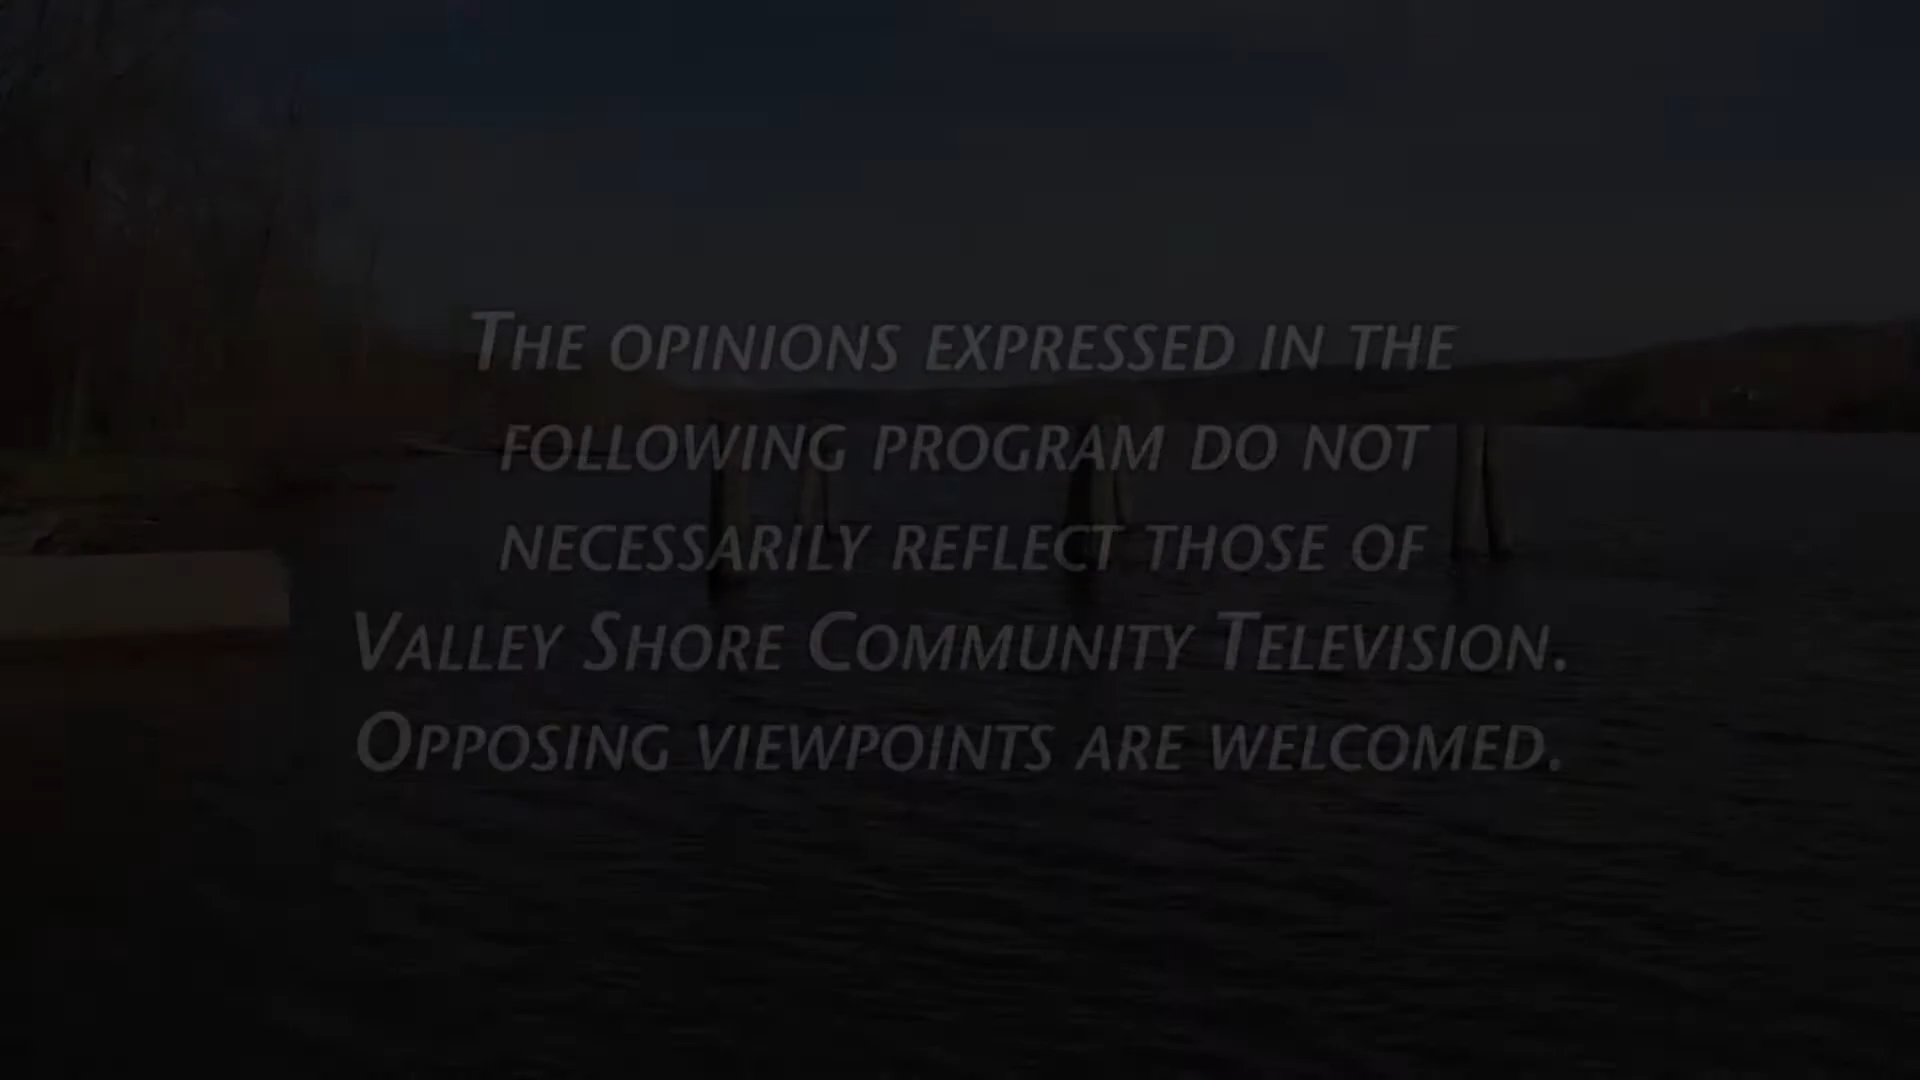 The opinions expressed in the
following program do not
necessarily reflect those of
Valley Shore Community Television.
Opposing viewpoints are welcomed.